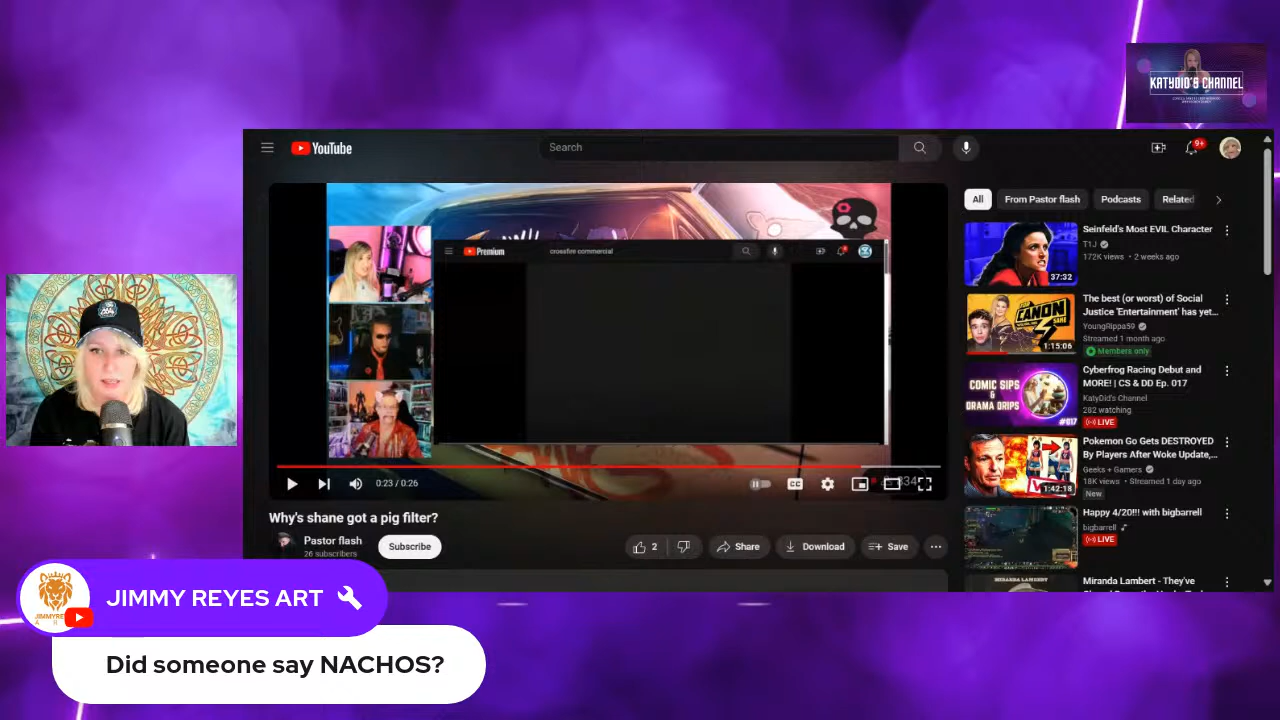 KATYDID'S CHANNEL
YouTube
Search
9+
All
From Pastor flash
Podcasts
Related
Premium
crossfire commercial
Seinfeld's Most EVIL Character
T1J
172K views • 2 weeks ago
37:32
The best (or worst) of Social
Justice 'Entertainment' has yet...
YoungRippa59
Streamed 1 month ago
Members only
CANON
1:15:06
Cyberfrog Racing Debut and
MORE! | CS & DD Ep. 017
KatyDid's Channel
282 watching
LIVE
COMIC SIPS
&
DRAMA DRIPS
#017
Pokemon Go Gets DESTROYED
By Players After Woke Update,...
Geeks + Gamers
18K views • Streamed 1 day ago
New
1:42:18
Happy 4/20!!! with bigbarrell
bigbarrell
LIVE
Miranda Lambert - They've
0:23 / 0:26
CC
Why's shane got a pig filter?
Pastor flash
26 subscribers
Subscribe
2
Share
Download
Save
JIMMY REYES ART
Did someone say NACHOS?